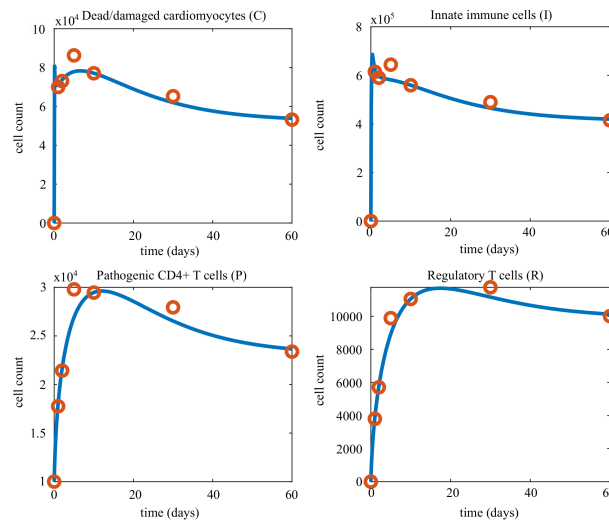 Dead/damaged cardiomyocytes (C)
x10⁴
10
8
6
4
2
0
0 20 40 60
cell count
time (days)
Innate immune cells (I)
x10⁵
8
6
4
2
0
0 20 40 60
cell count
time (days)
Pathogenic CD4+ T cells (P)
x10⁴
3
2.5
2
1.5
1
0 20 40 60
cell count
time (days)
Regulatory T cells (R)
10000
8000
6000
4000
2000
0
0 20 40 60
cell count
time (days)